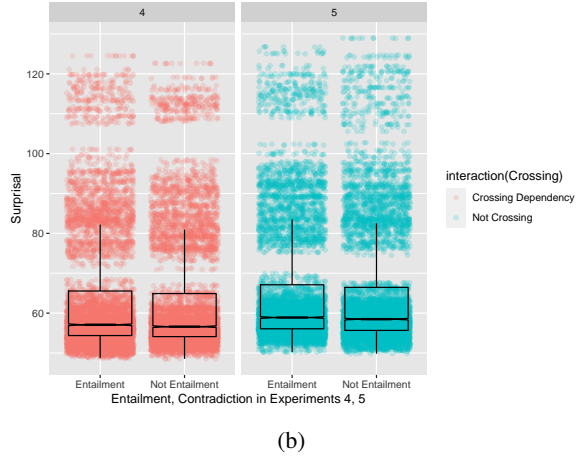 4 5
120
100
80
60
Surprisal
Entailment Not Entailment Entailment Not Entailment
Entailment, Contradiction in Experiments 4, 5
interaction(Crossing)
Crossing Dependency
Not Crossing
(b)